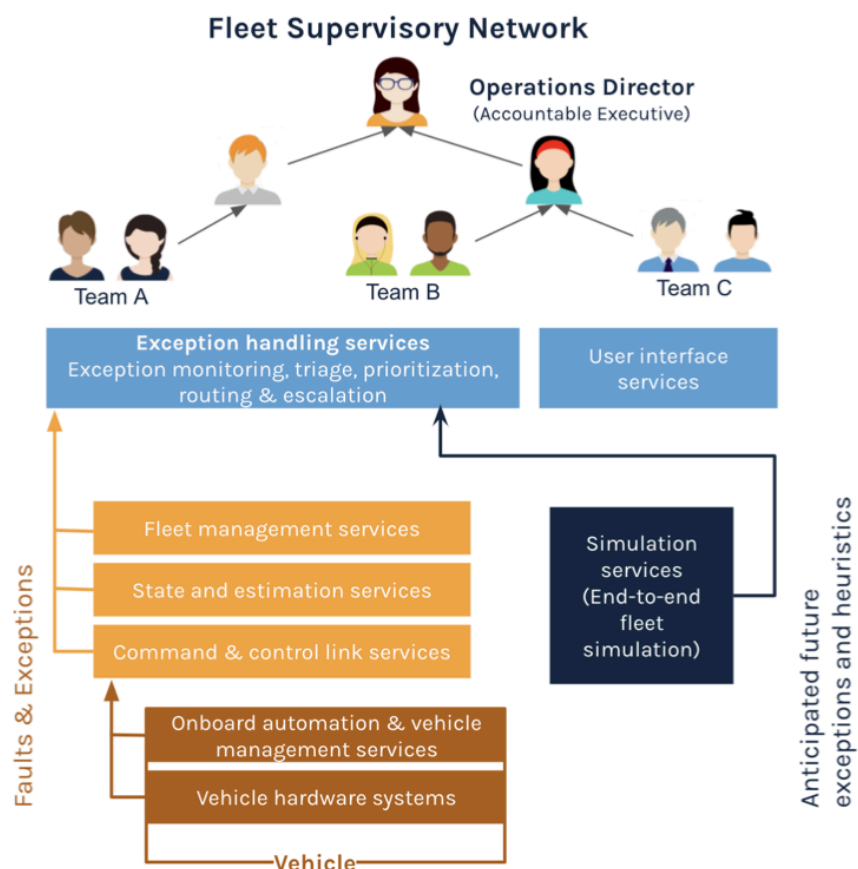 Fleet Supervisory Network
Operations Director
(Accountable Executive)
Team A
Team B
Team C
Exception handling services
Exception monitoring, triage, prioritization,
routing & escalation
User interface
services
Fleet management services
State and estimation services
Command & control link services
Simulation
services
(End-to-end
fleet
simulation)
Faults & Exceptions
Anticipated future
exceptions and heuristics
Onboard automation & vehicle
management services
Vehicle hardware systems
Vehicle